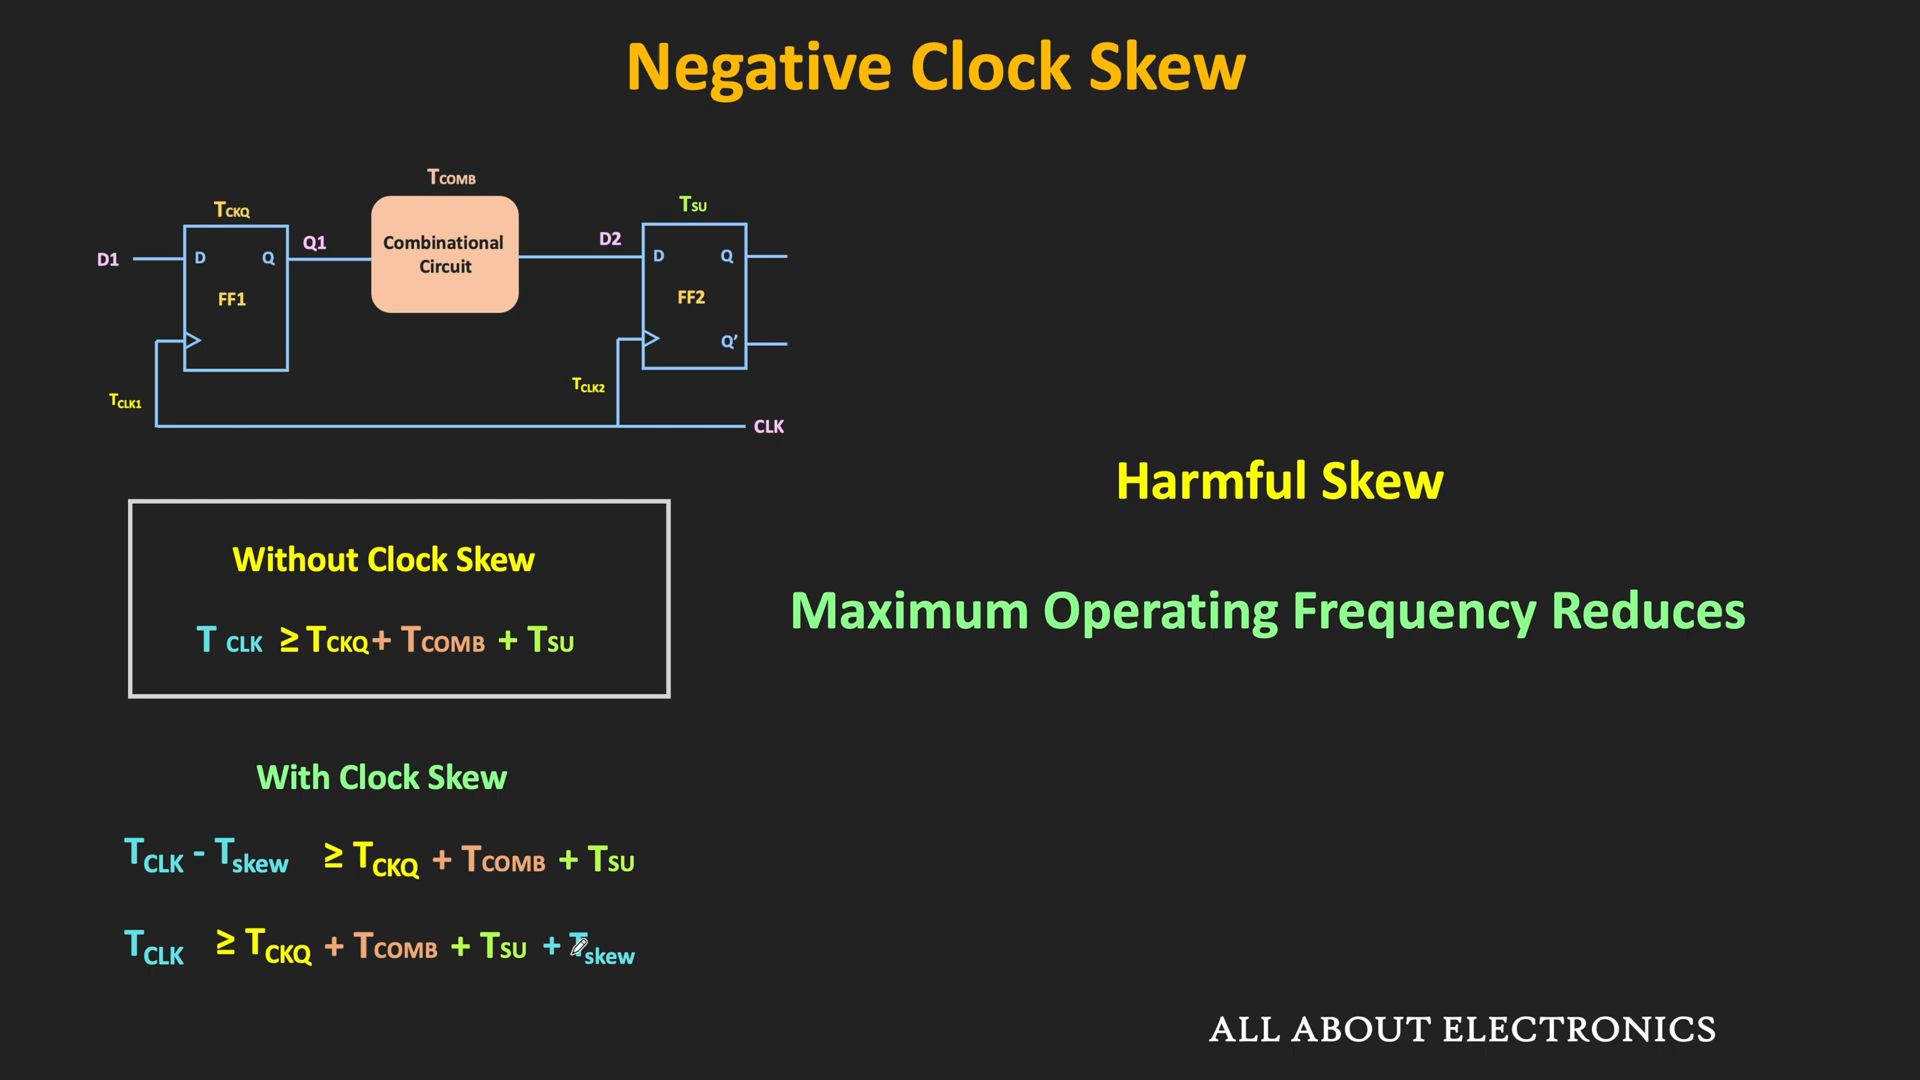 Negative Clock Skew
TCOMB
TCKQ
TSU
D1
D
Q
Q1
Combinational
Circuit
D2
D
Q
FF1
FF2
Q'
TCLK1
TCLK2
CLK
Harmful Skew
Maximum Operating Frequency Reduces
Without Clock Skew
T CLK ≥ TCKQ + TCOMB + TSU
With Clock Skew
TCLK - Tskew ≥ TCKQ + TCOMB + TSU
TCLK ≥ TCKQ + TCOMB + TSU + Tskew
ALL ABOUT ELECTRONICS